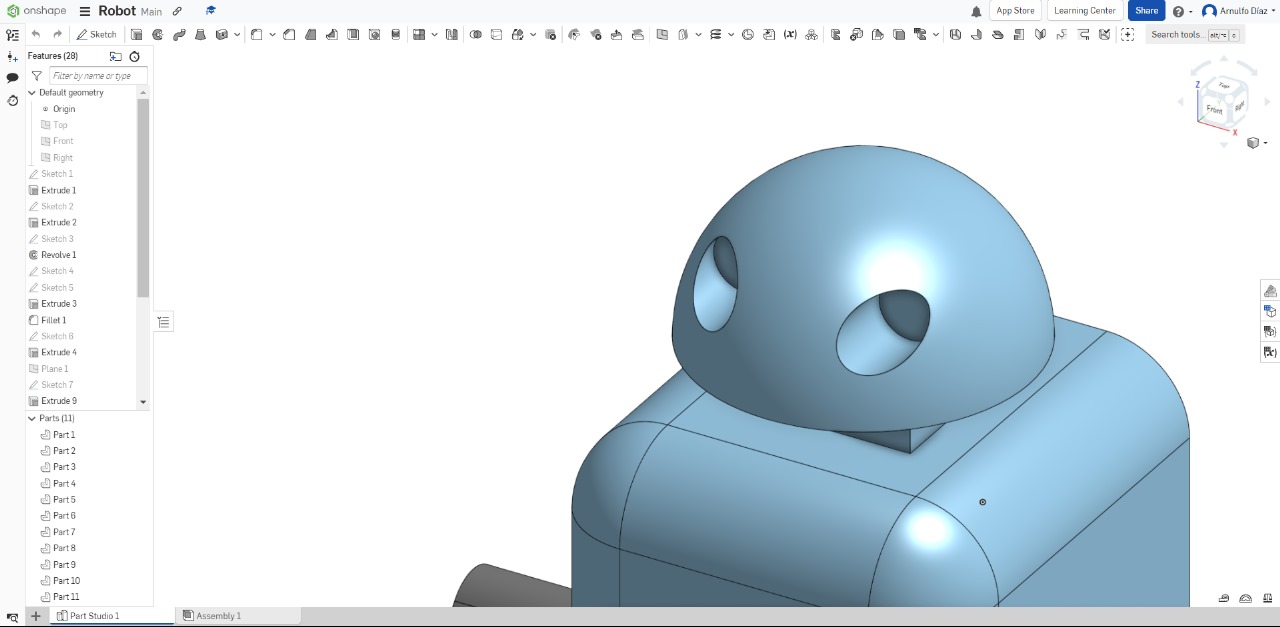 onshape Robot Main App Store Learning Center Share Arnulfo Díaz
Sketch Search tools... alt/⌥ c
Features (28)
Filter by name or type
Default geometry
Origin
Top
Front
Right
Sketch 1
Extrude 1
Sketch 2
Extrude 2
Sketch 3
Revolve 1
Sketch 4
Sketch 5
Extrude 3
Fillet 1
Sketch 6
Extrude 4
Plane 1
Sketch 7
Extrude 9
Parts (11)
Part 1
Part 2
Part 3
Part 4
Part 5
Part 6
Part 7
Part 8
Part 9
Part 10
Part 11
Z
Top
Front
Right
X
Part Studio 1 Assembly 1